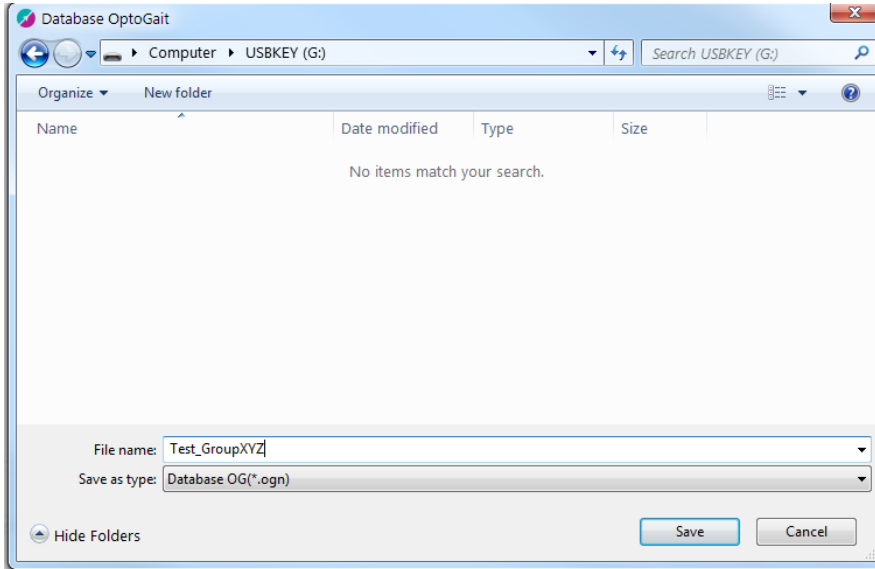 Database OptoGait
Computer USBKEY (G:) Search USBKEY (G:)
Organize New folder
Name Date modified Type Size
No items match your search.
File name: Test_GroupXYZ
Save as type: Database OG(*.ogn)
Hide Folders Save Cancel